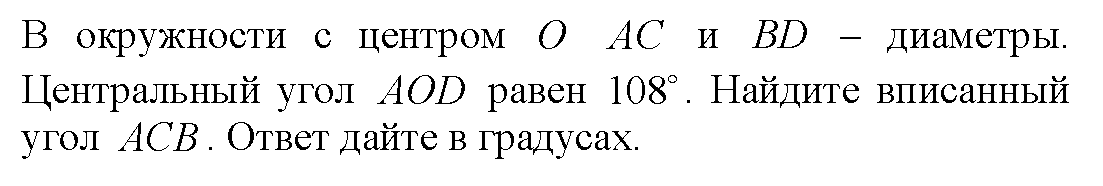 В окружности с центром O AC и BD – диаметры.
Центральный угол AOD равен 108°. Найдите вписанный
угол ACB. Ответ дайте в градусах.